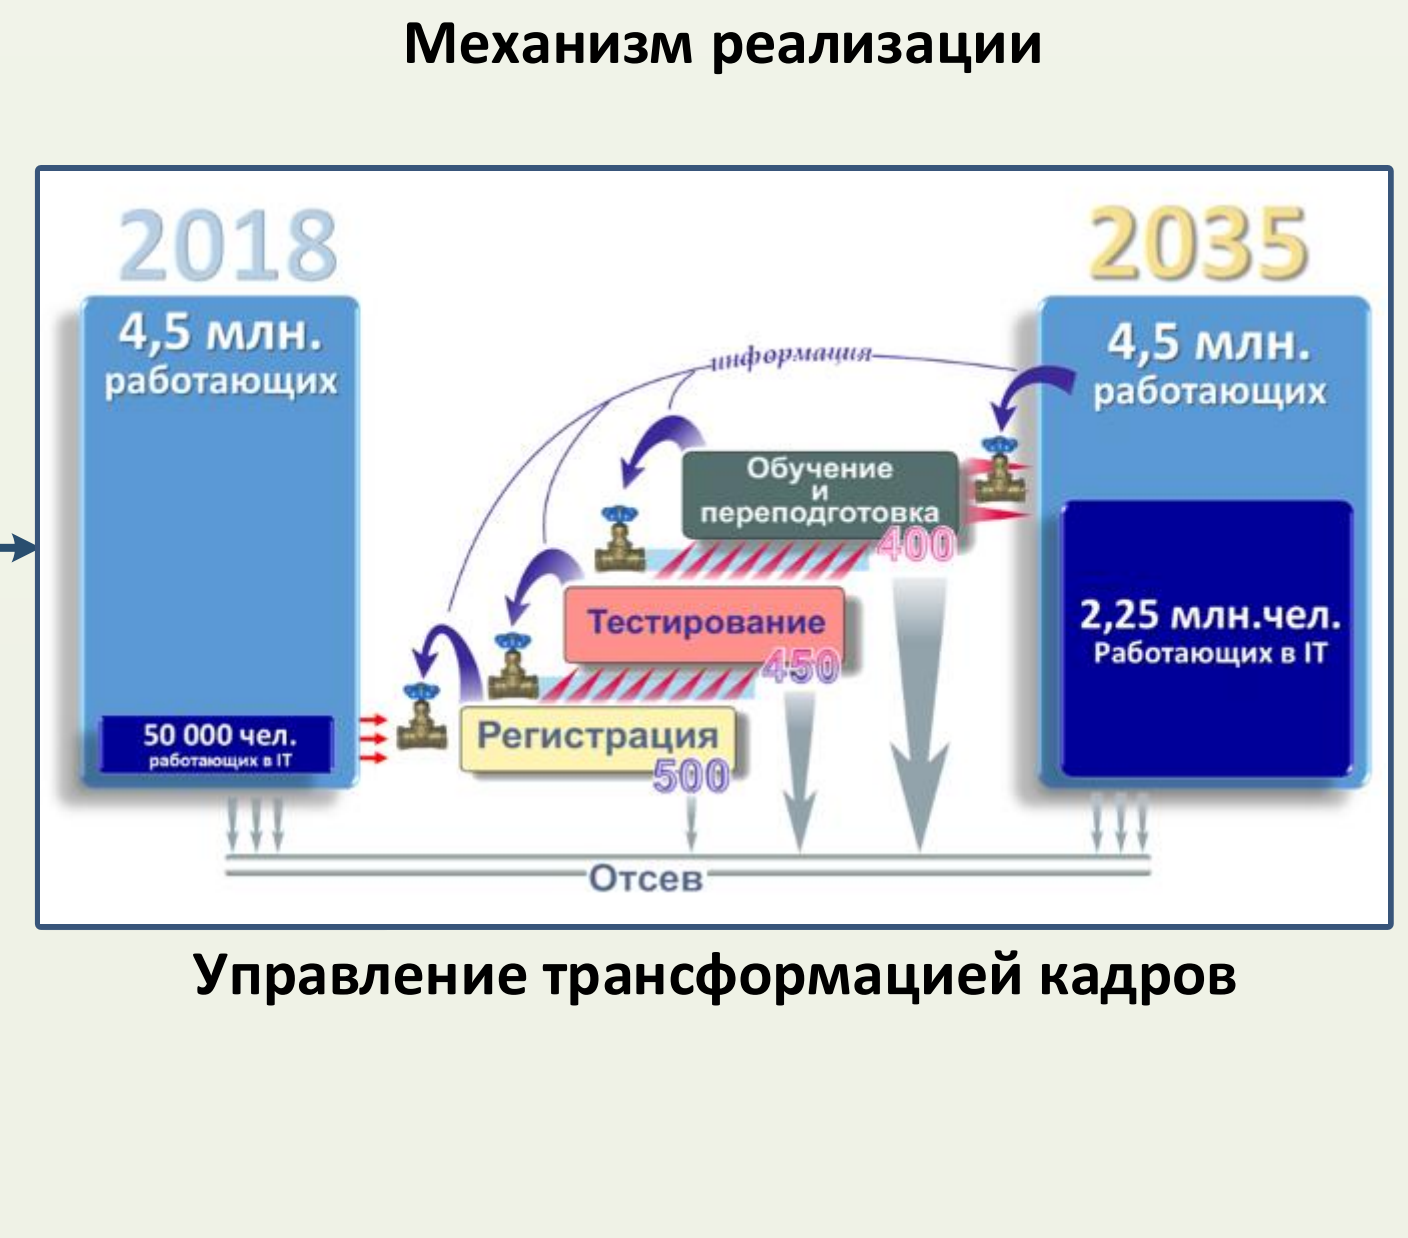 Механизм реализации
2018
4,5 млн.
работающих
50 000 чел.
работающих в IT
информация
Обучение
и
переподготовка
400
Тестирование
450
Регистрация
500
2035
4,5 млн.
работающих
2,25 млн.чел.
Работающих в IT
Отсев
Управление трансформацией кадров